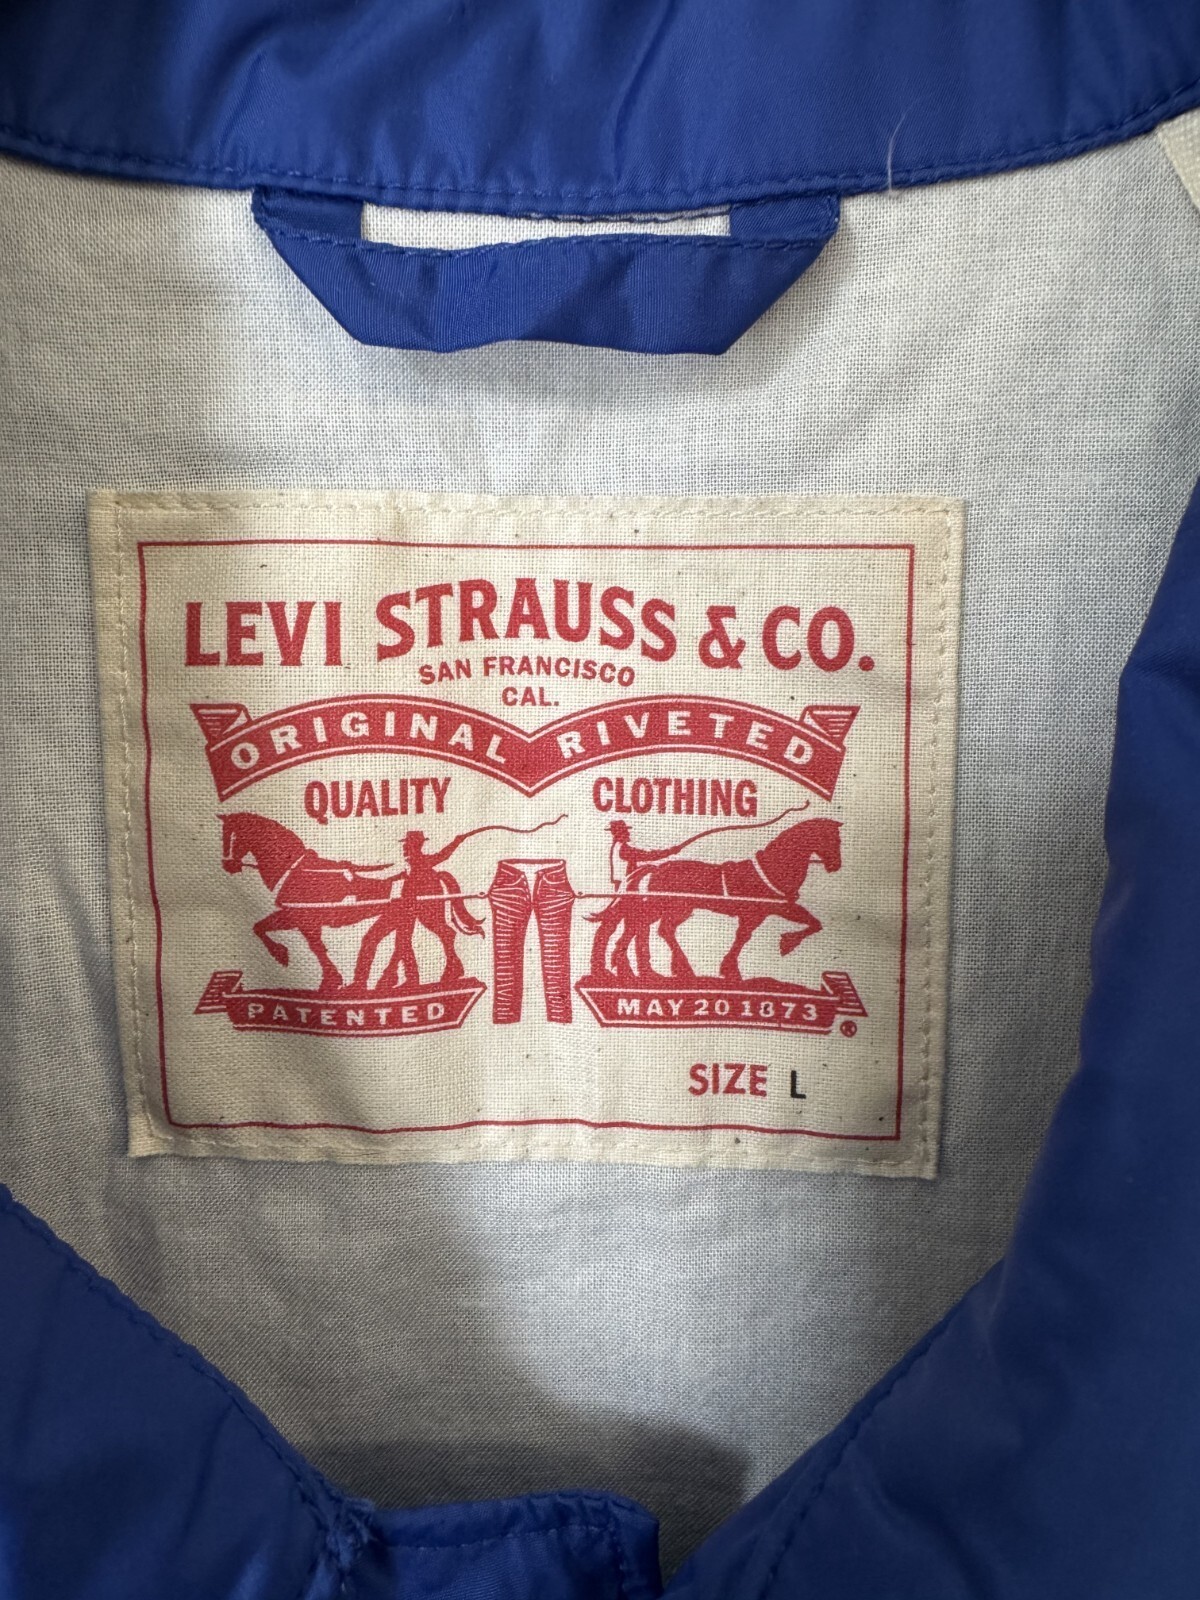 LEVI STRAUSS & CO.
SAN FRANCISCO
CAL.
ORIGINAL RIVETED
QUALITY CLOTHING
PATENTED MAY 20 1873 ®
SIZE L